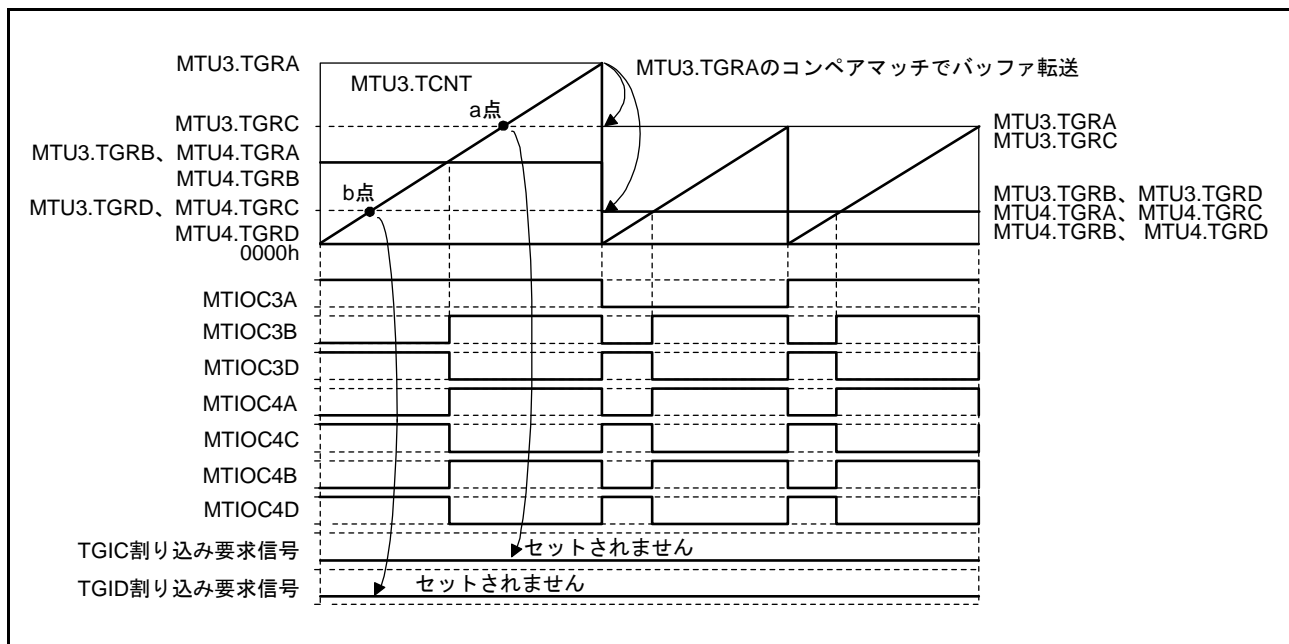 MTU3.TGRA
MTU3.TCNT
MTU3.TGRAのコンペアマッチでバッファ転送
a点
MTU3.TGRC
MTU3.TGRB、MTU4.TGRA
MTU4.TGRB
b点
MTU3.TGRD、MTU4.TGRC
MTU4.TGRD
0000h
MTU3.TGRA
MTU3.TGRC
MTU3.TGRB、MTU3.TGRD
MTU4.TGRA、MTU4.TGRC
MTU4.TGRB、 MTU4.TGRD
MTIOC3A
MTIOC3B
MTIOC3D
MTIOC4A
MTIOC4C
MTIOC4B
MTIOC4D
TGIC割り込み要求信号
セットされません
TGID割り込み要求信号
セットされません